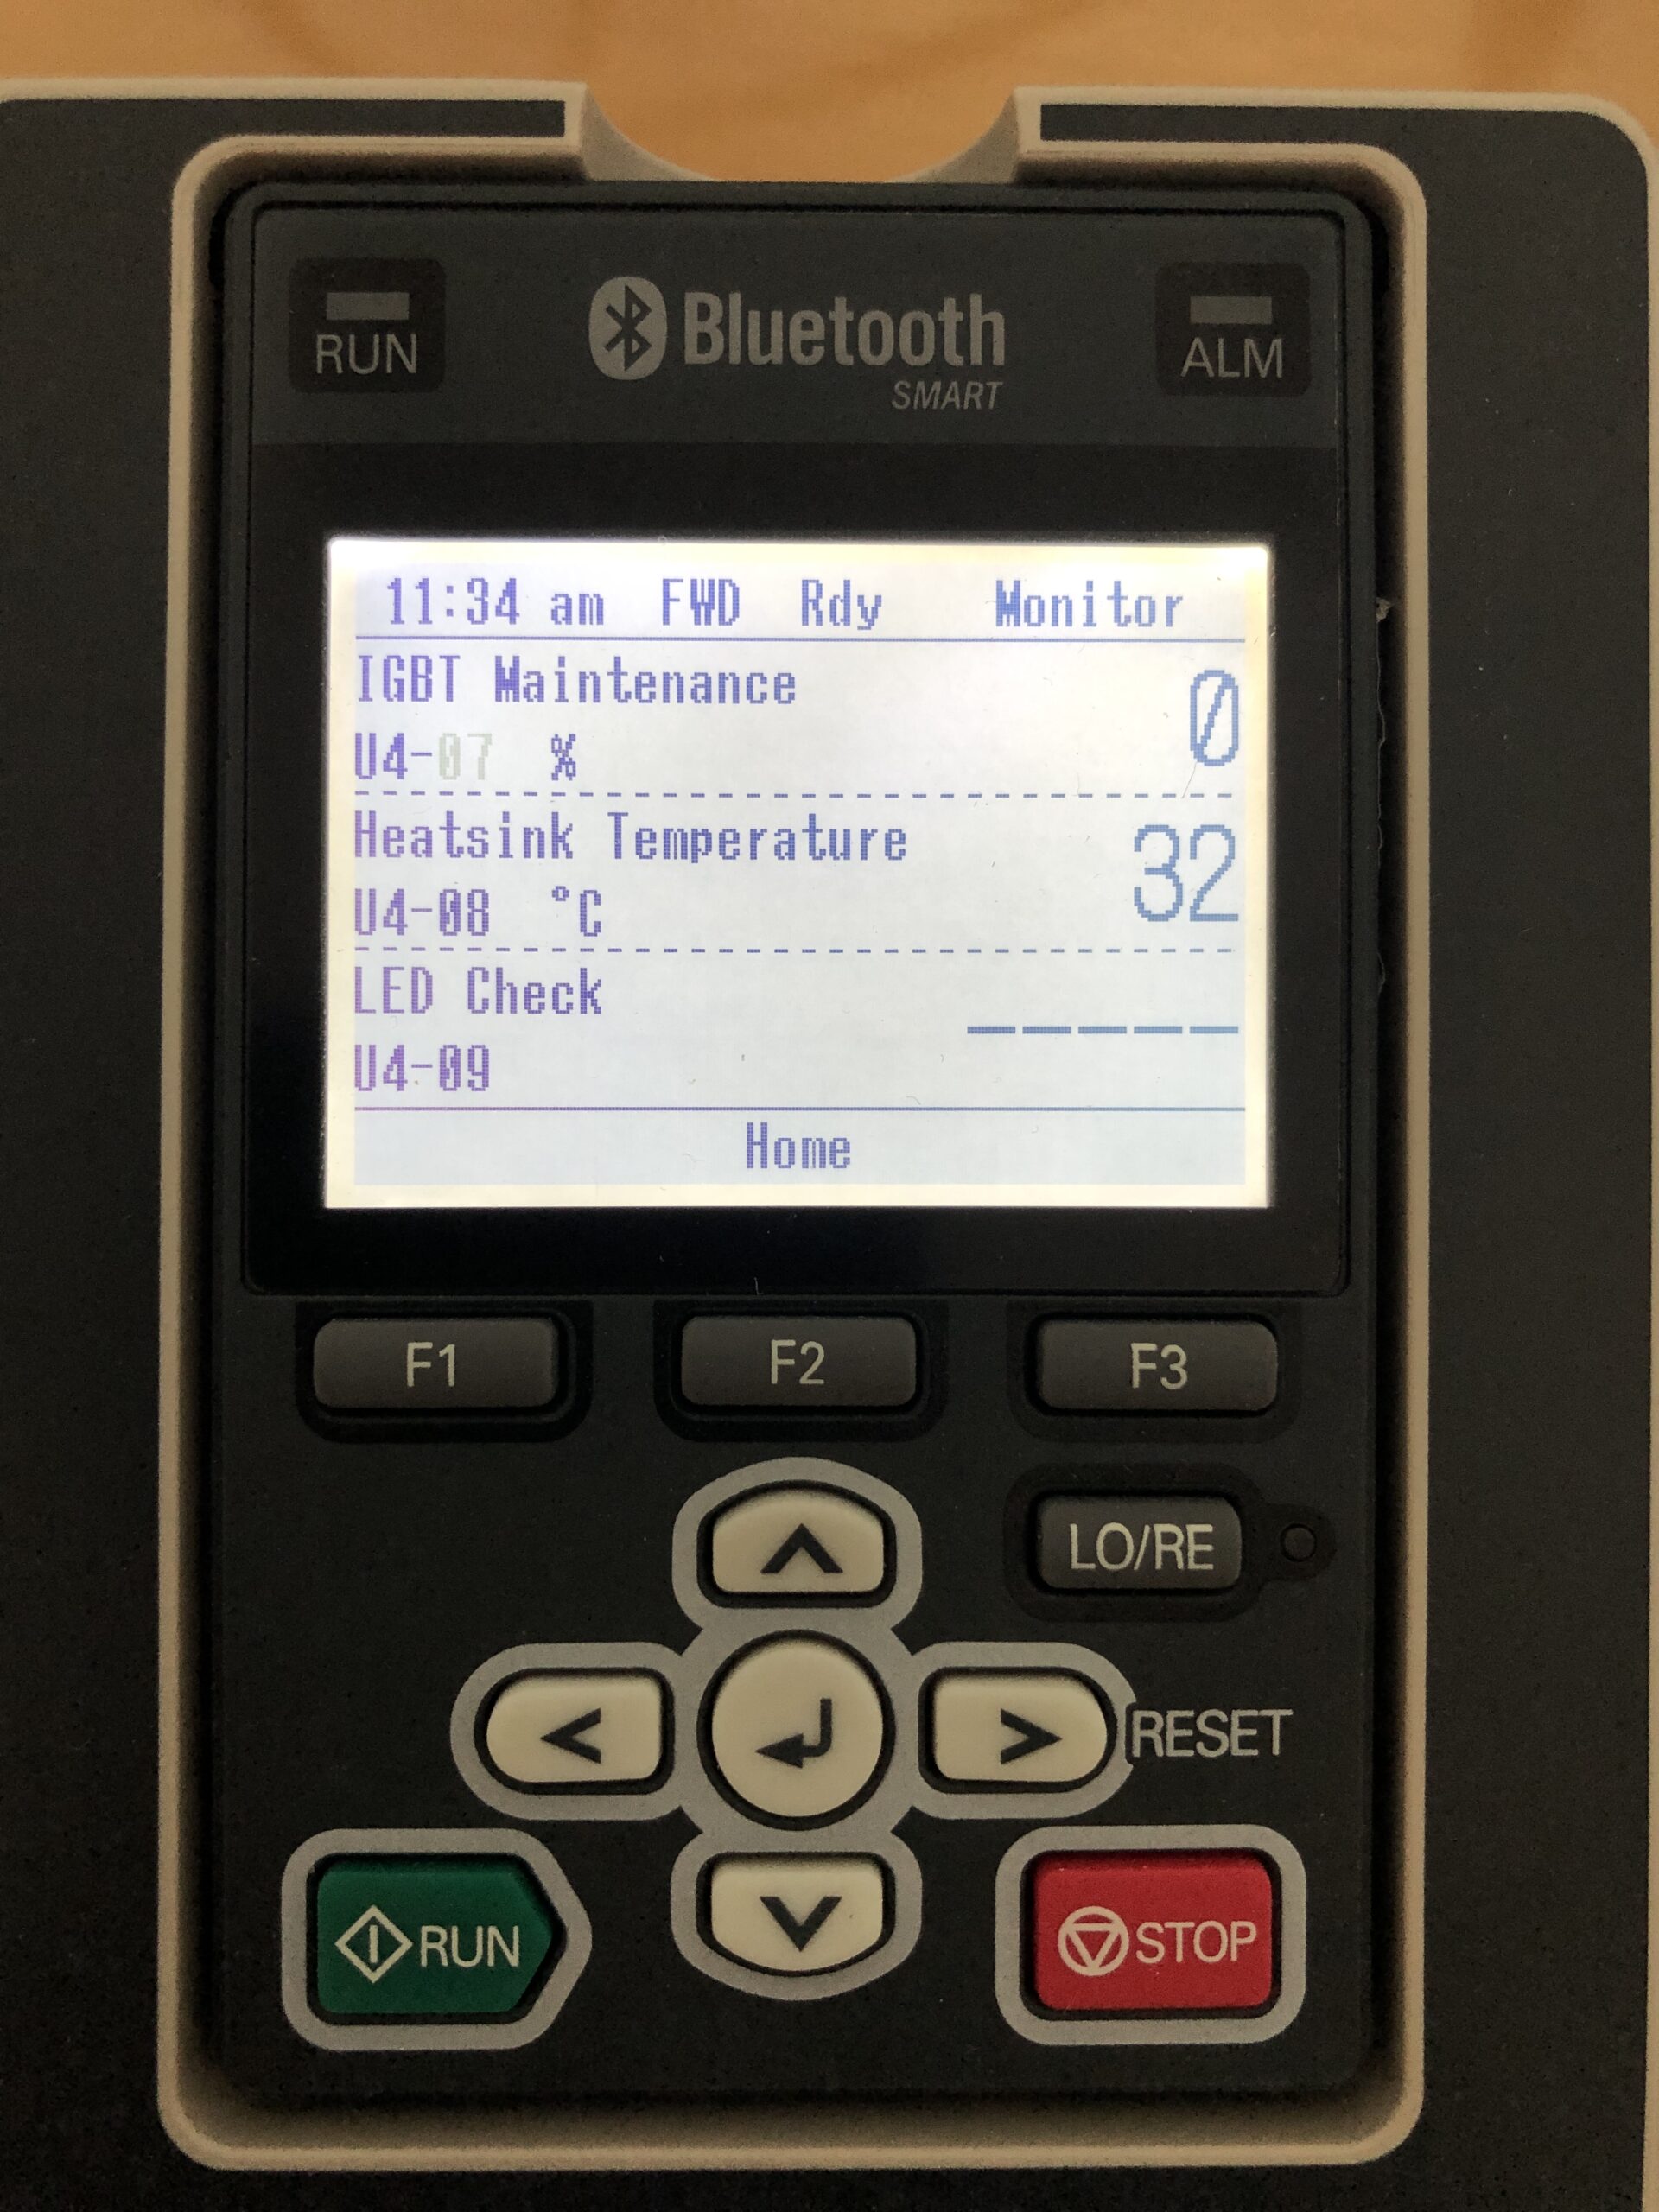 RUN
Bluetooth
SMART
ALM
11:34 am FWD Rdy Monitor
IGBT Maintenance
0
U4-07 %
Heatsink Temperature
32
U4-08 °C
LED Check
-----
U4-09
Home
F1 F2 F3
LO/RE
< > RESET
RUN
STOP